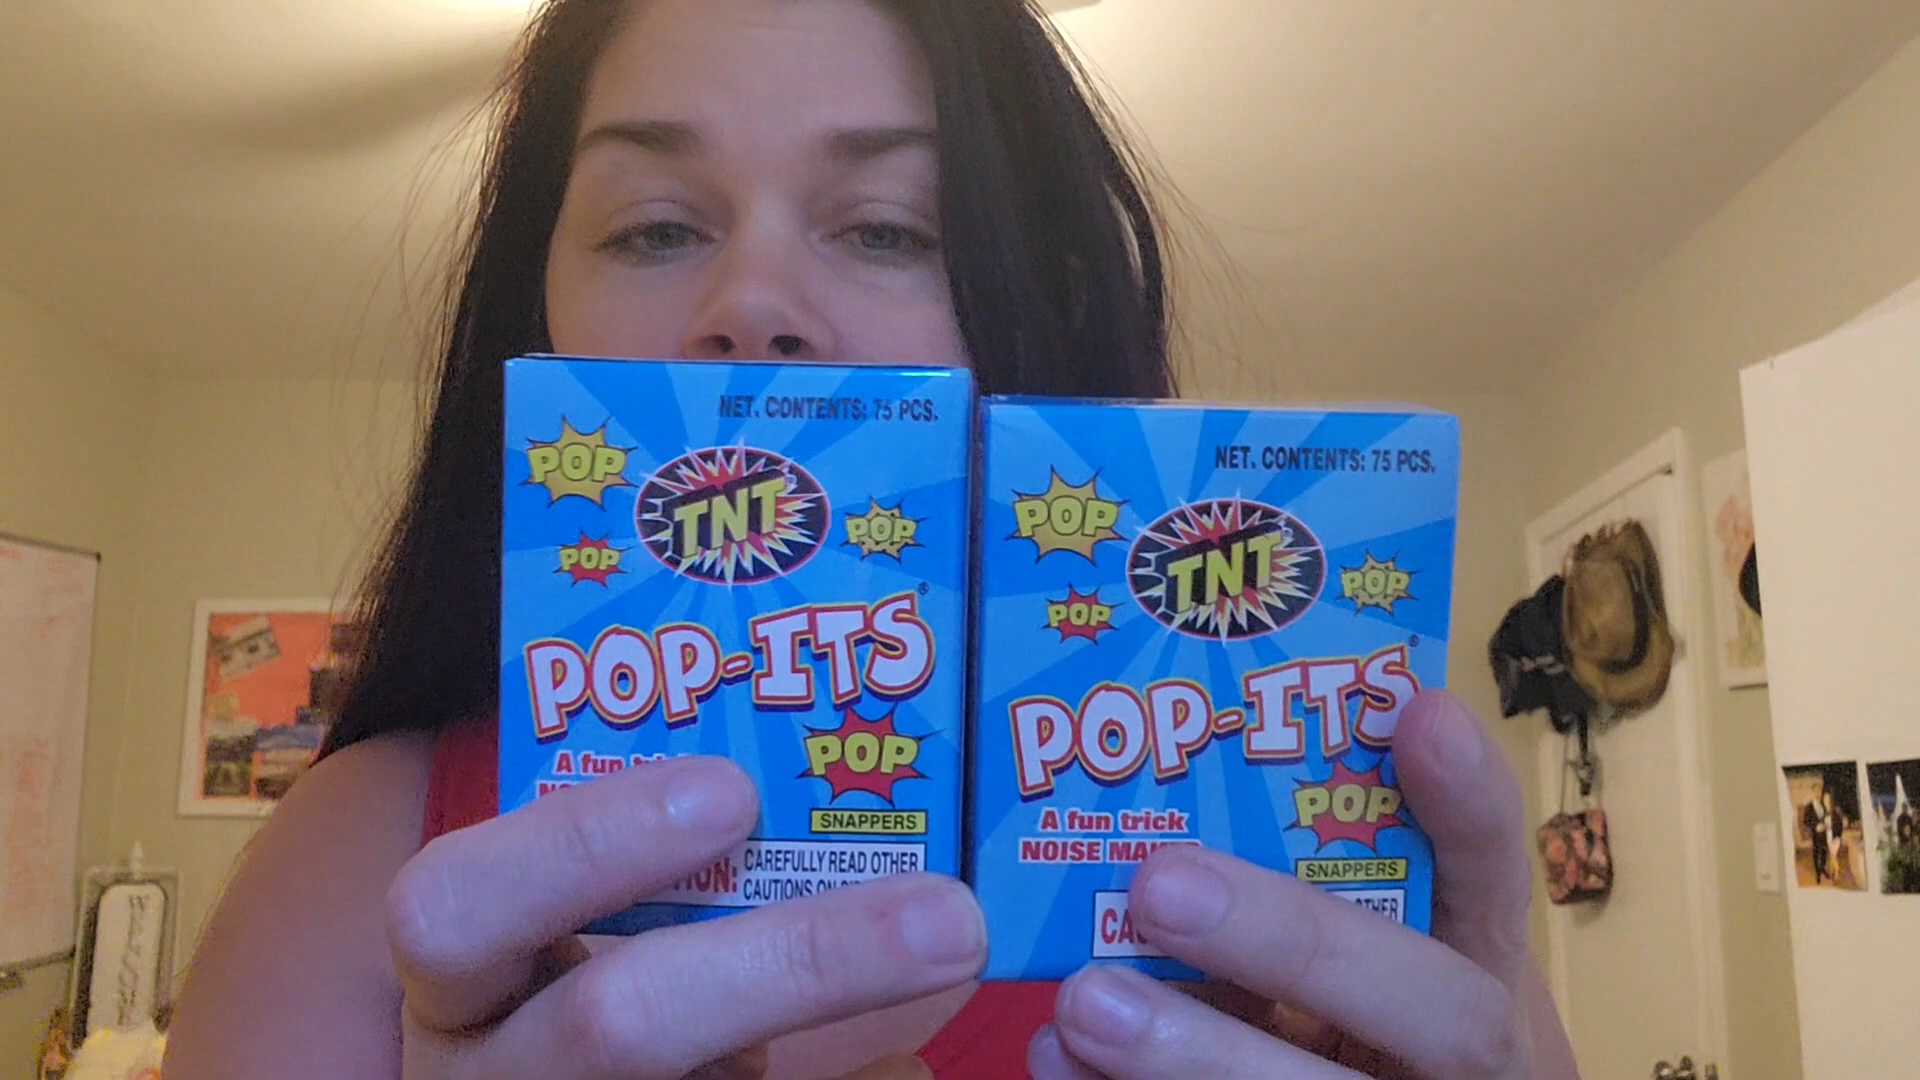 NET. CONTENTS: 75 PCS.
POP
TNT
POP
POP
POP-ITS®
A fun
POP
SNAPPERS
CAREFULLY READ OTHER
CAUTIONS ON
NET. CONTENTS: 75 PCS.
POP
TNT
POP
POP
POP-ITS®
A fun trick
NOISE
POP
SNAPPERS